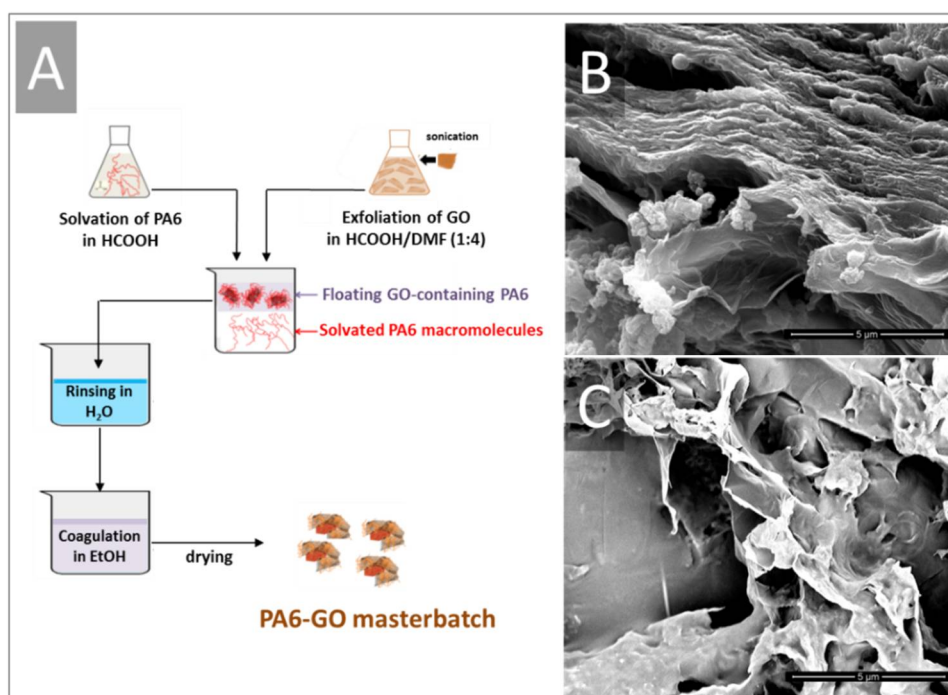 A
sonication
Solvation of PA6
in HCOOH
Exfoliation of GO
in HCOOH/DMF (1:4)
Floating GO-containing PA6
Solvated PA6 macromolecules
Rinsing in
H₂O
Coagulation
in EtOH
drying
PA6-GO masterbatch
B
5 µm
C
5 µm